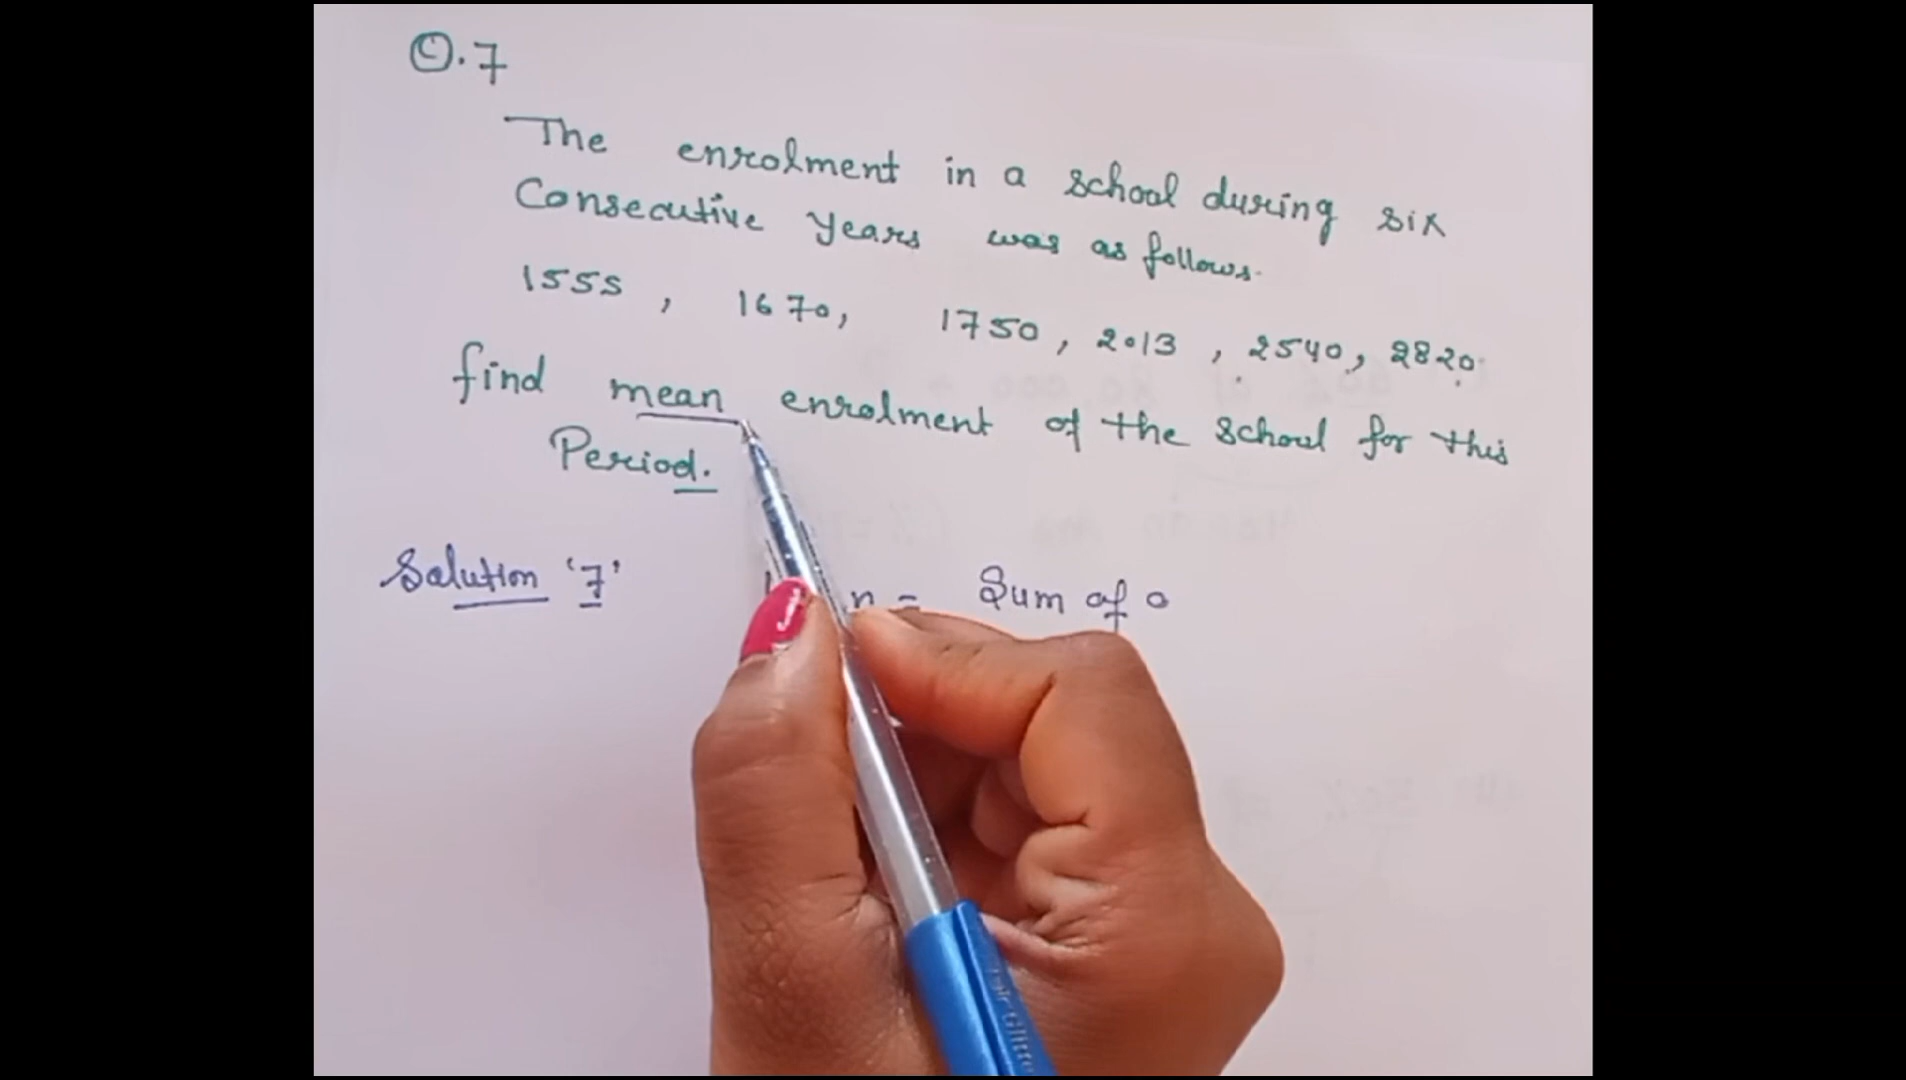 Q.7
The enrolment in a school during six
Consecutive years was as follows.
1555, 1670, 1750, 2013, 2540, 2820.
find mean enrolment of the school for this
Period.
Solution '7' n = Sum of o